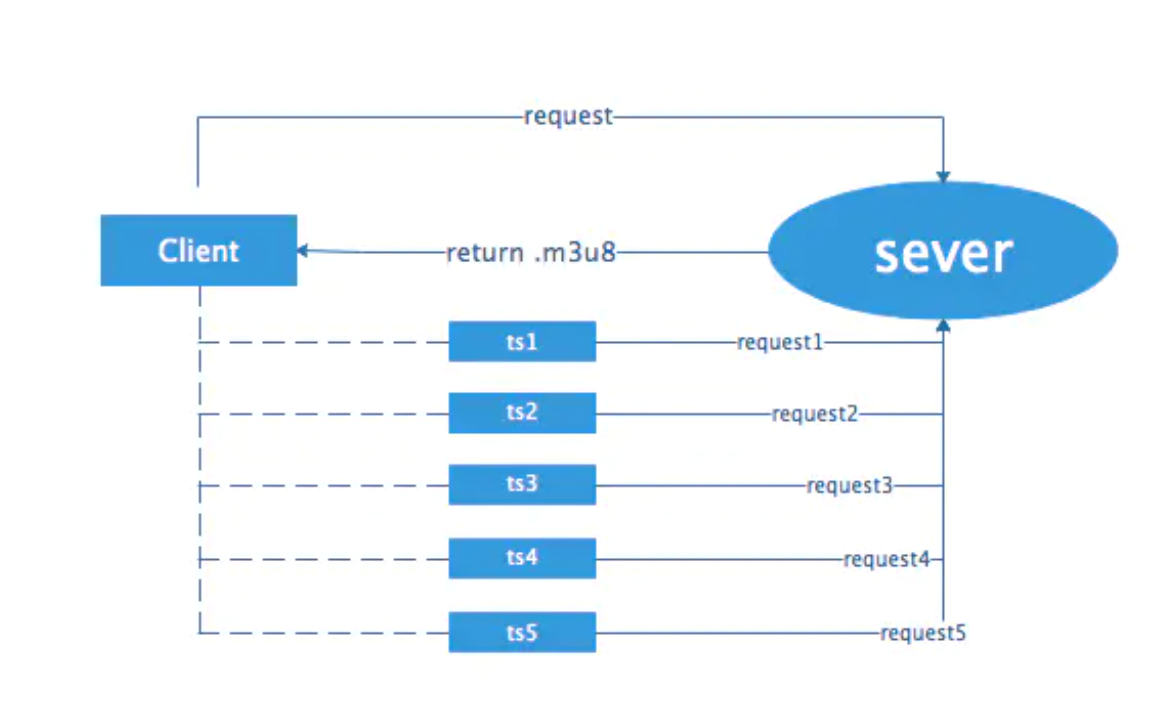 request
Client
return .m3u8
sever
ts1
request1
ts2
request2
ts3
request3
ts4
request4
ts5
request5